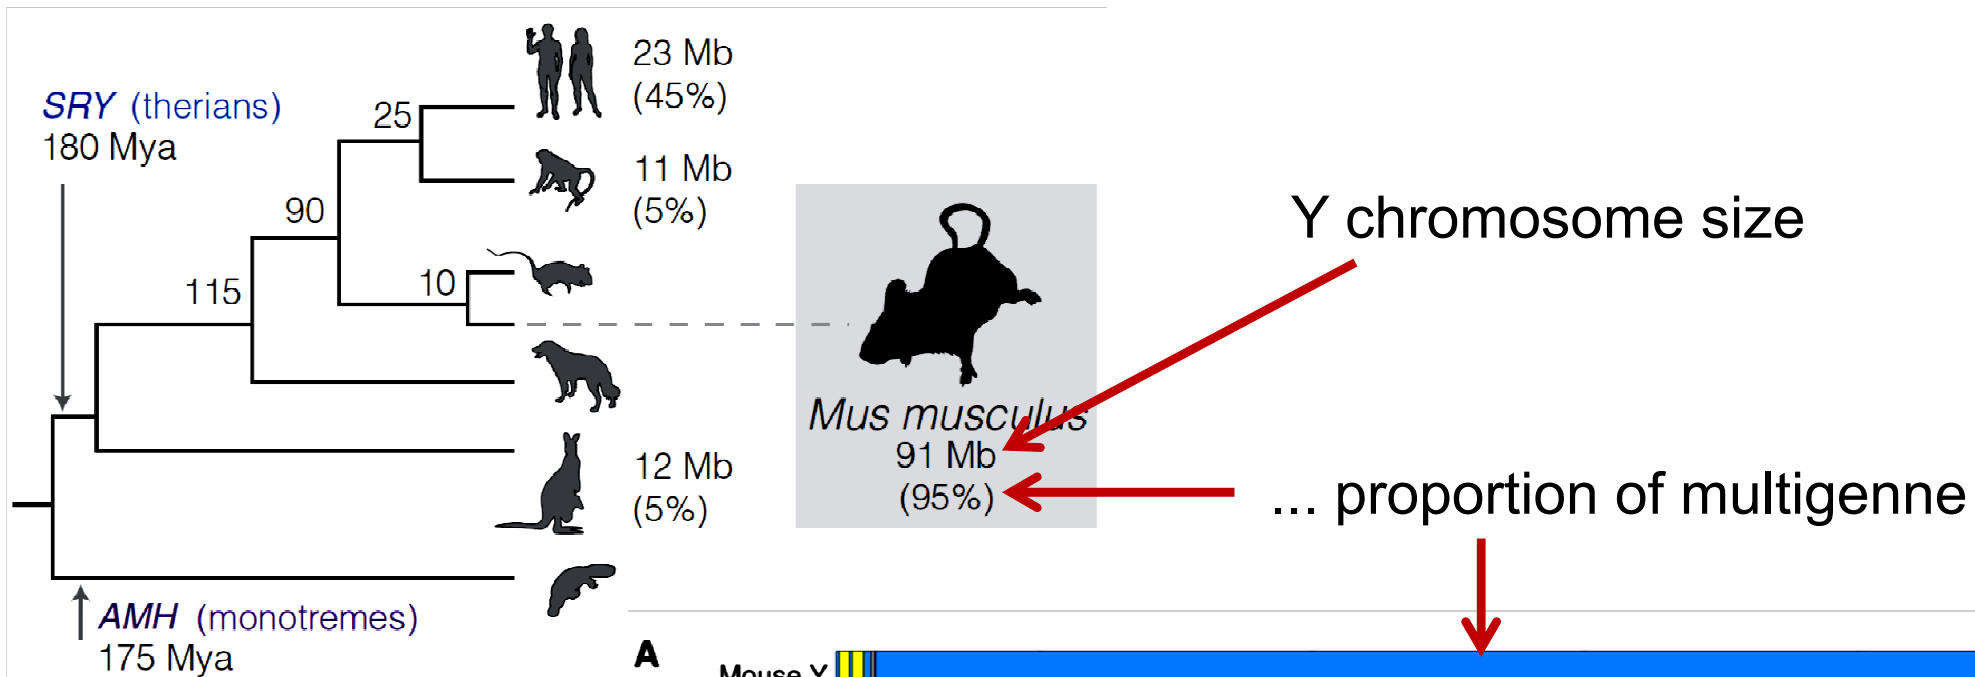 23 Mb
(45%)
SRY (therians)
180 Mya
25
11 Mb
(5%)
90
115
10
Mus musculus
91 Mb
(95%)
12 Mb
(5%)
AMH (monotremes)
175 Mya
Y chromosome size
... proportion of multigenne
A
Mouse Y